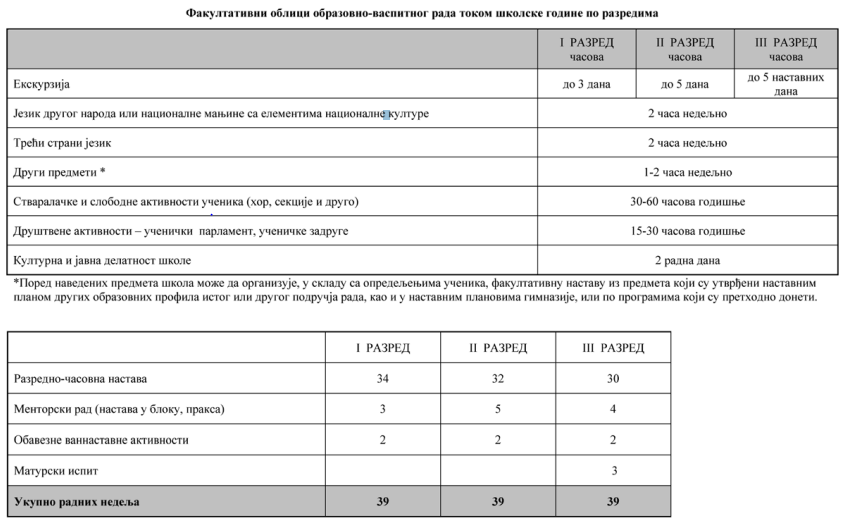 Факултативни облици образовно-васпитног рада током школске године по разредима
I РАЗРЕД часова II РАЗРЕД часова III РАЗРЕД часова
Екскурзија до 3 дана до 5 дана до 5 наставних дана
Језик другог народа или националне мањине са елементима националне културе 2 часа недељно
Трећи страни језик 2 часа недељно
Други предмети * 1-2 часа недељно
Стваралачке и слободне активности ученика (хор, секције и друго) 30-60 часова годишње
Друштвене активности – ученички парламент, ученичке задруге 15-30 часова годишње
Културна и јавна делатност школе 2 радна дана
*Поред наведених предмета школа може да организује, у складу са опредељењима ученика, факултативну наставу из предмета који су утврђени наставним
планом других образовних профила истог или другог подручја рада, као и у наставним плановима гимназије, или по програмима који су претходно донети.
I РАЗРЕД II РАЗРЕД III РАЗРЕД
Разредно-часовна настава 34 32 30
Менторски рад (настава у блоку, пракса) 3 5 4
Обавезне ваннаставне активности 2 2 2
Матурски испит 3
Укупно радних недеља 39 39 39